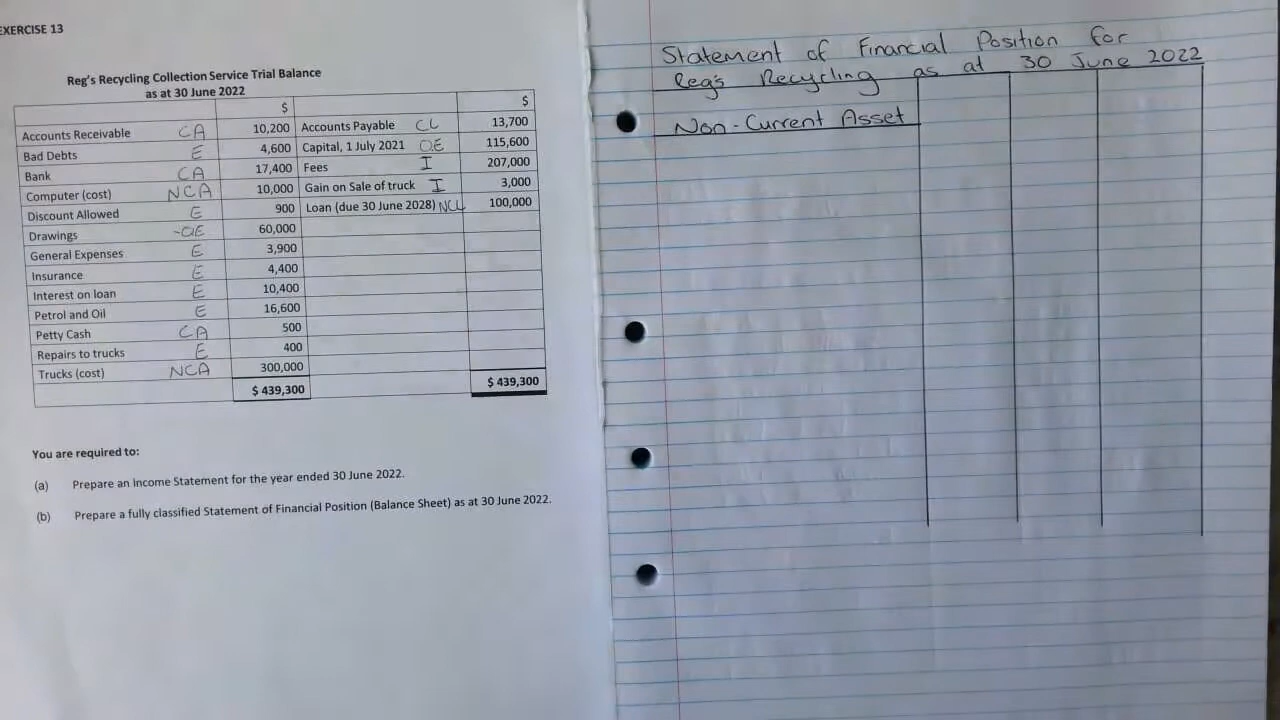 EXERCISE 13
Reg's Recycling Collection Service Trial Balance
as at 30 June 2022
$ $
Accounts Receivable CA 10,200 Accounts Payable CL 13,700
Bad Debts E 4,600 Capital, 1 July 2021 OE 115,600
Bank CA 17,400 Fees I 207,000
Computer (cost) NCA 10,000 Gain on Sale of truck I 3,000
Discount Allowed E 900 Loan (due 30 June 2028) NCL 100,000
Drawings -OE 60,000
General Expenses E 3,900
Insurance E 4,400
Interest on loan E 10,400
Petrol and Oil E 16,600
Petty Cash CA 500
Repairs to trucks E 400
Trucks (cost) NCA 300,000
$ 439,300 $ 439,300
You are required to:
(a) Prepare an Income Statement for the year ended 30 June 2022.
(b) Prepare a fully classified Statement of Financial Position (Balance Sheet) as at 30 June 2022.
Statement of Financial Position for
Reg's Recycling as at 30 June 2022
Non-Current Asset